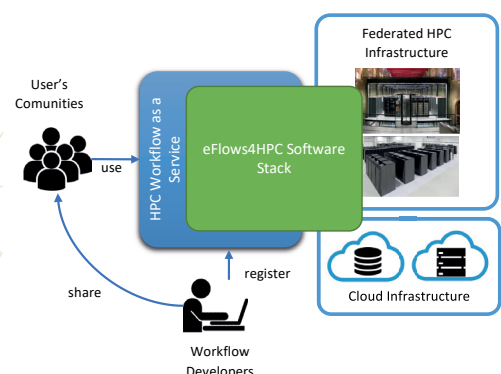 Federated HPC
Infrastructure
User's
Comunities
HPC Workflow as a
Service
eFlows4HPC Software
Stack
use
register
share
Cloud Infrastructure
Workflow
Developers